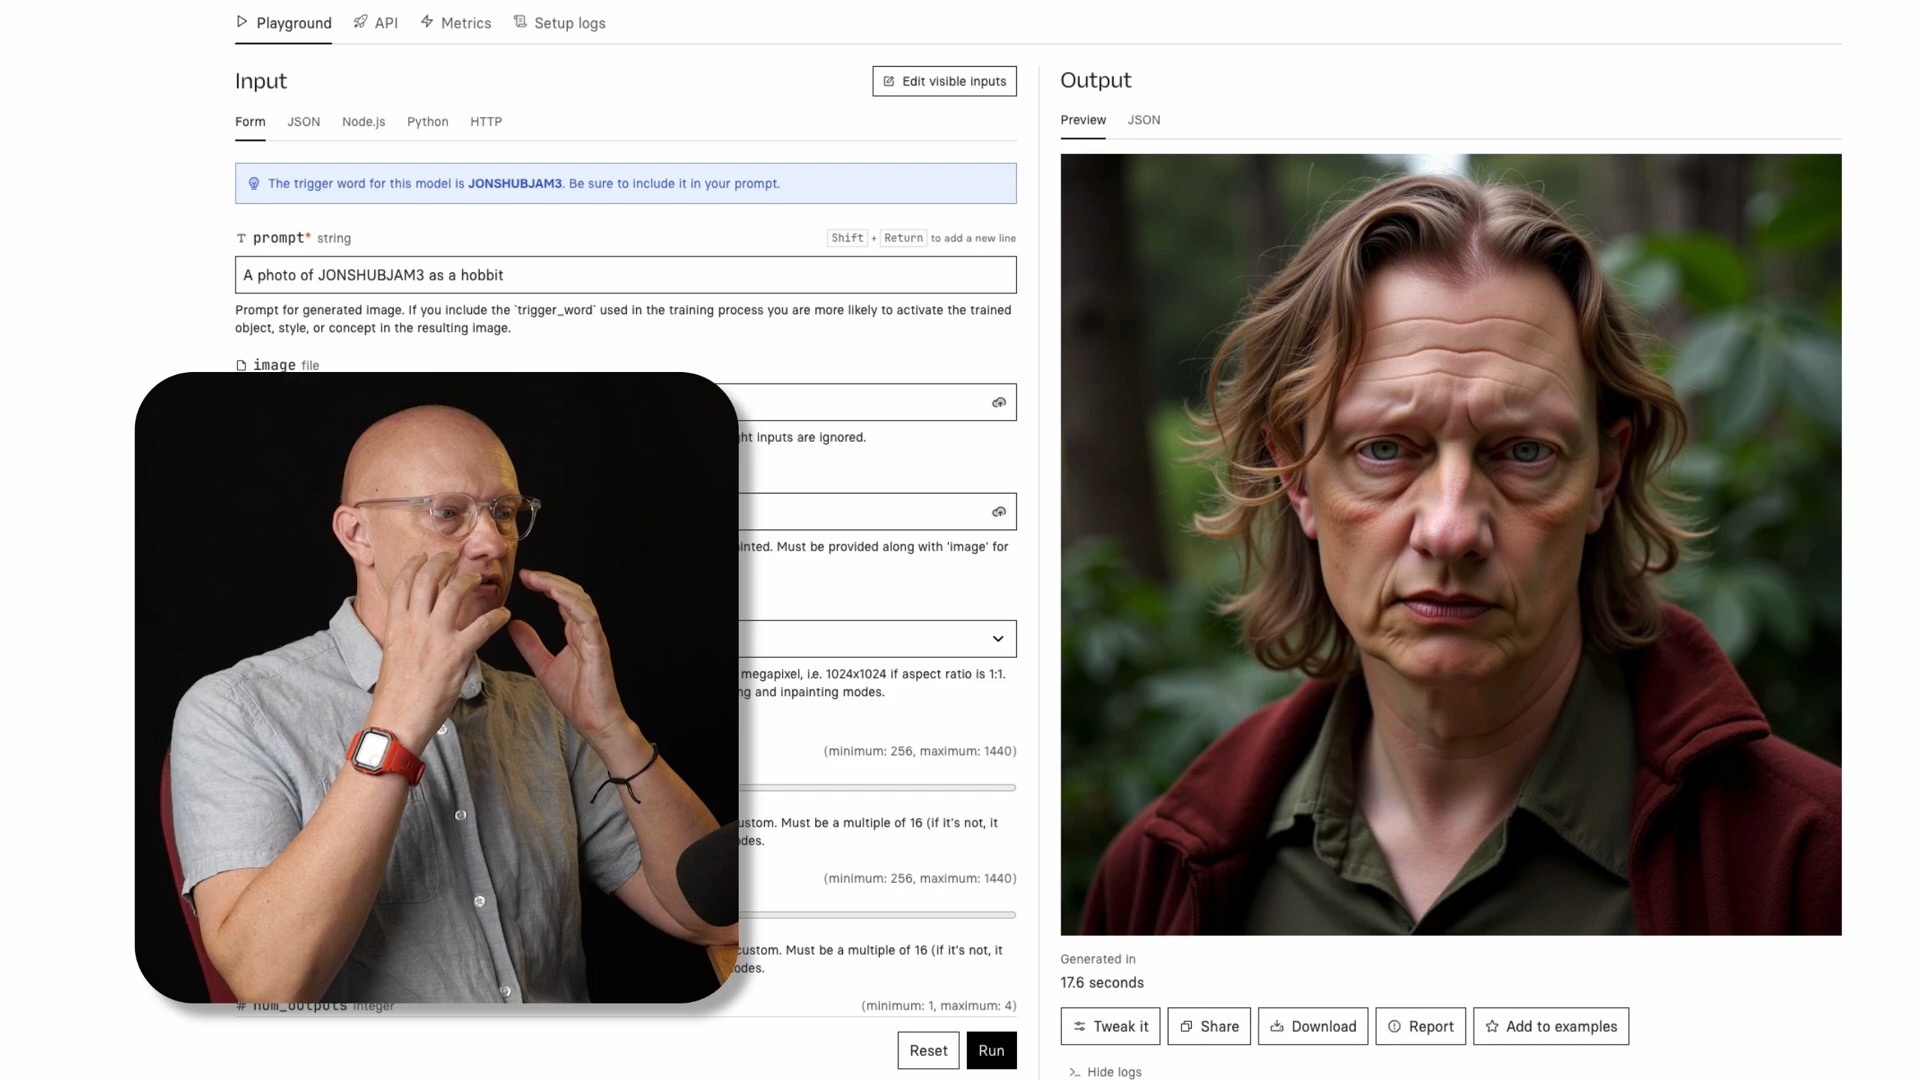 Playground API Metrics Setup logs
Input
Edit visible inputs
Form JSON Node.js Python HTTP
The trigger word for this model is JONSHUBJAM3. Be sure to include it in your prompt.
prompt* string
Shift + Return to add a new line
A photo of JONSHUBJAM3 as a hobbit
Prompt for generated image. If you include the `trigger_word` used in the training process you are more likely to activate the trained
object, style, or concept in the resulting image.
image file
inputs are ignored.
Must be provided along with 'image' for
megapixel, i.e. 1024x1024 if aspect ratio is 1:1.
and inpainting modes.
(minimum: 256, maximum: 1440)
Must be a multiple of 16 (if it's not, it
(minimum: 256, maximum: 1440)
custom. Must be a multiple of 16 (if it's not, it
# num_outputs integer
(minimum: 1, maximum: 4)
Reset Run
Output
Preview JSON
Generated in
17.6 seconds
Tweak it Share Download Report Add to examples
Hide logs